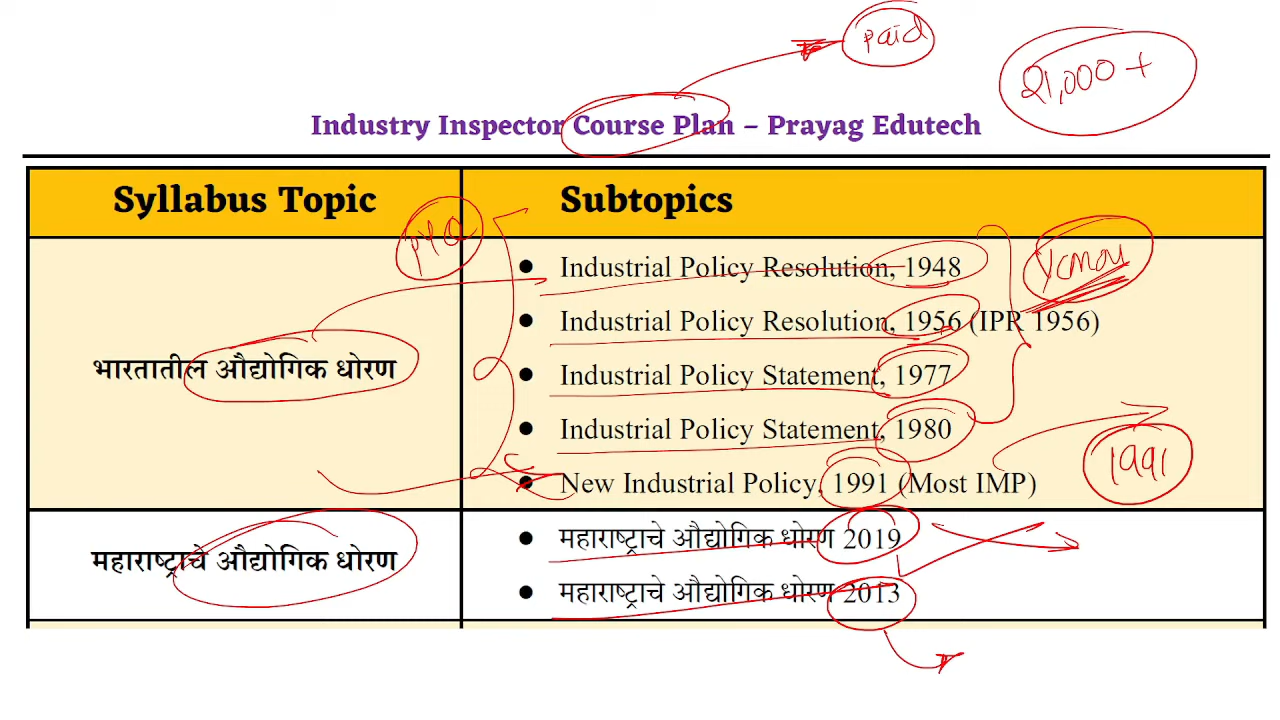 paid
21,000+
Industry Inspector Course Plan – Prayag Edutech
Syllabus Topic
Subtopics
PYQ
भारतातील औद्योगिक धोरण
● Industrial Policy Resolution, 1948
● Industrial Policy Resolution, 1956 (IPR 1956)
● Industrial Policy Statement, 1977
● Industrial Policy Statement, 1980
● New Industrial Policy, 1991 (Most IMP)
YCMOU
1991
महाराष्ट्राचे औद्योगिक धोरण
● महाराष्ट्राचे औद्योगिक धोरण 2019
● महाराष्ट्राचे औद्योगिक धोरण 2013